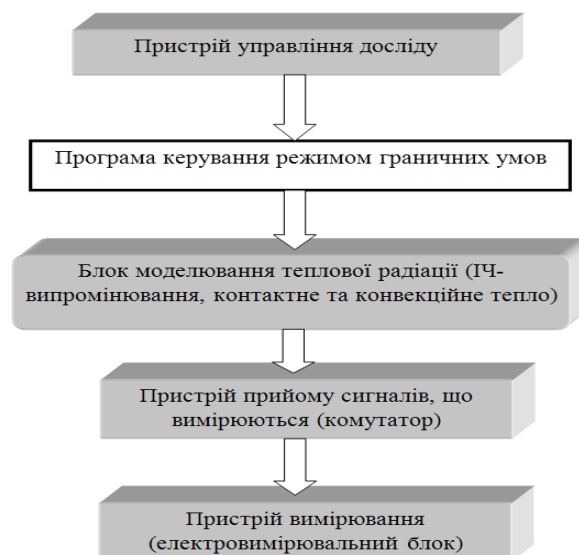 Пристрій управління досліду
Програма керування режимом граничних умов
Блок моделювання теплової радіації (ІЧ-
випромінювання, контактне та конвекційне тепло)
Пристрій прийому сигналів, що
вимірюються (комутатор)
Пристрій вимірювання
(електровимірювальний блок)